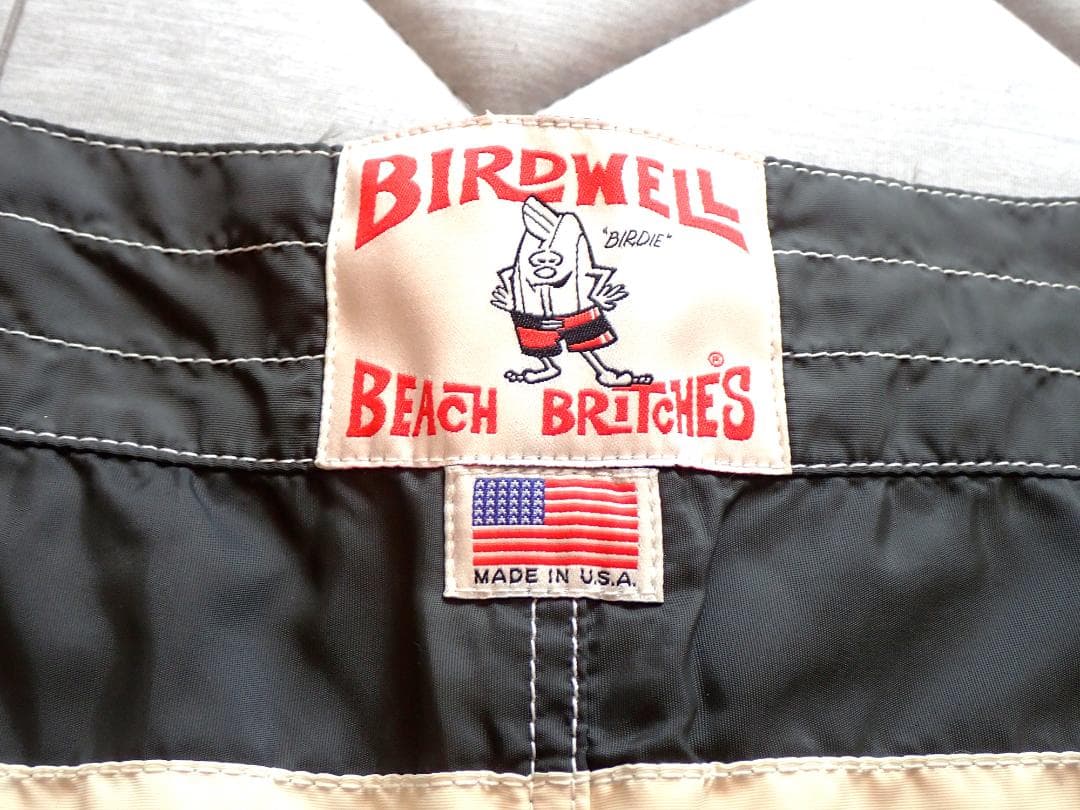 BIRDWELL
"BIRDIE"
BEACH BRITCHES®
MADE IN U.S.A.